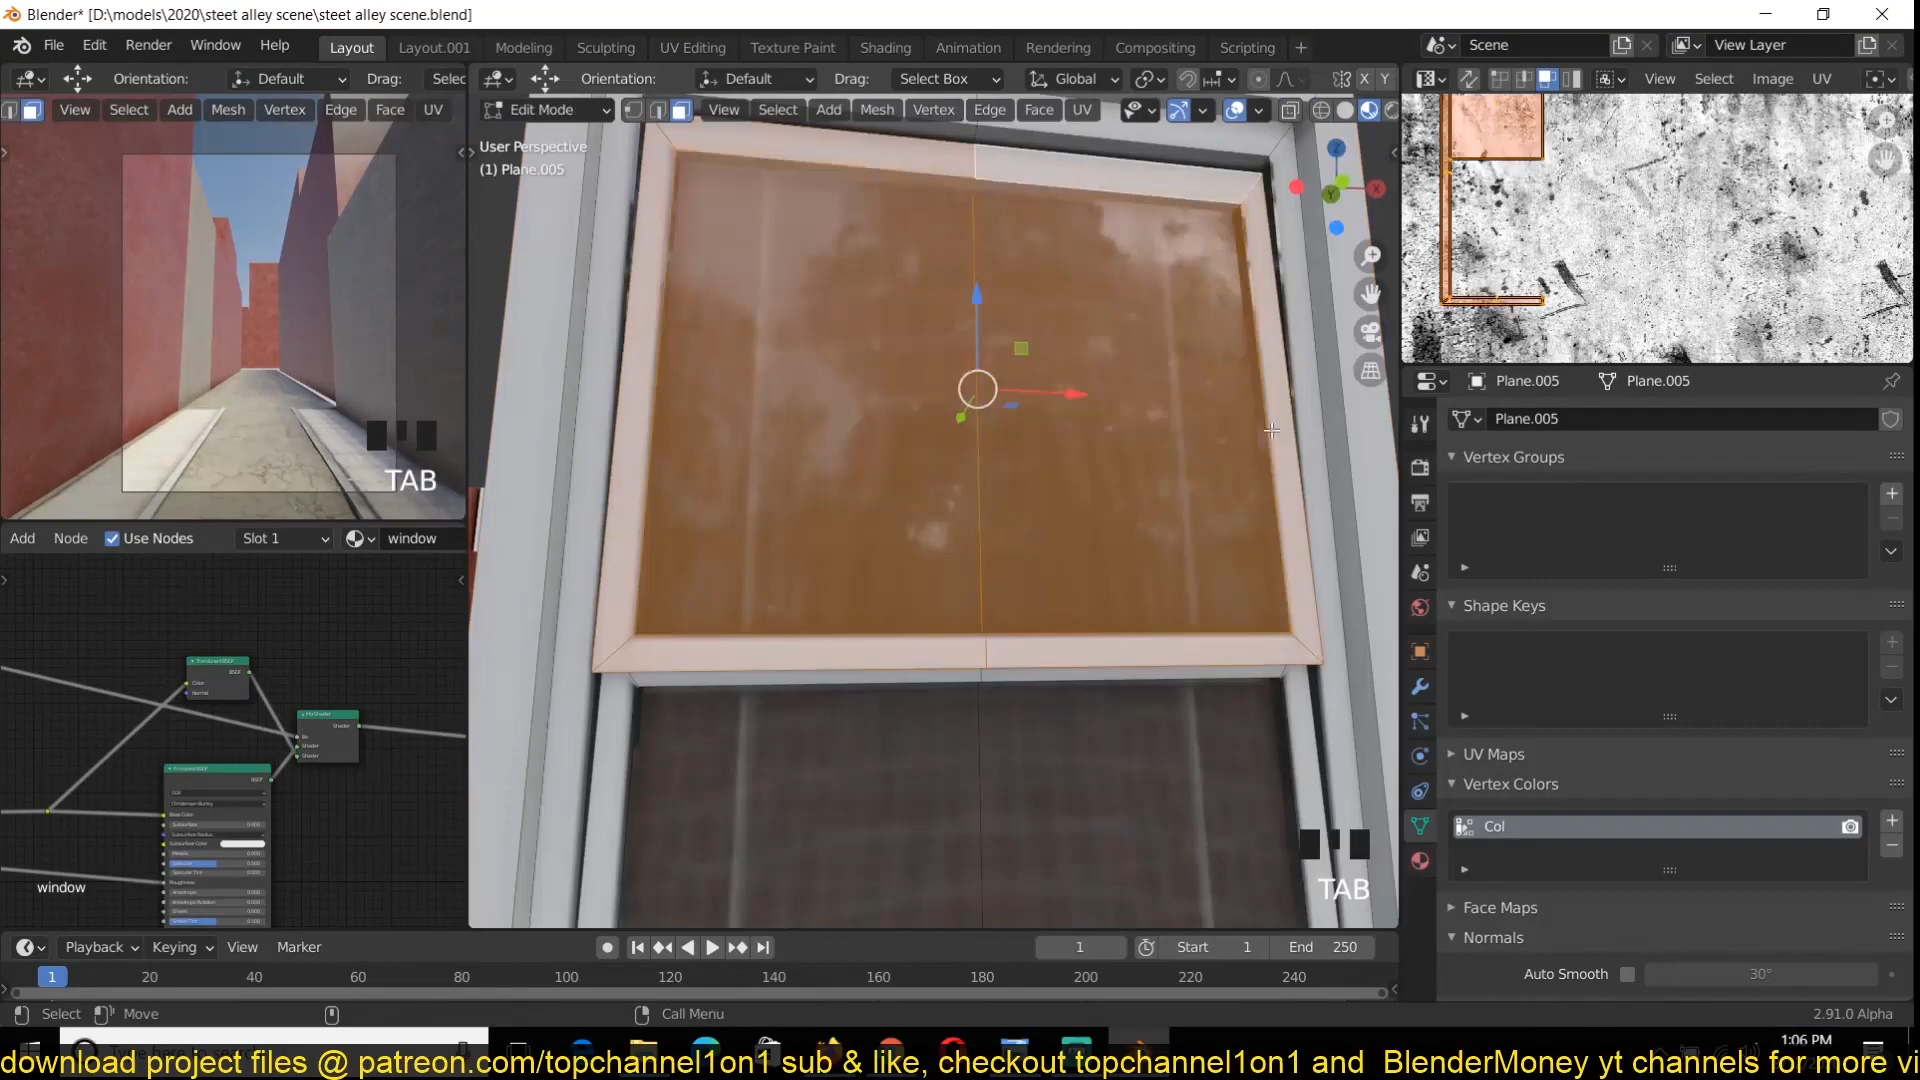 Blender* [D:\models\2020\steet alley scene\steet alley scene.blend]
File Edit Render Window Help Layout Layout.001 Modeling Sculpting UV Editing Texture Paint Shading Animation Rendering Compositing Scripting + Scene View Layer
Orientation: Default Drag: Selec Orientation: Default Drag: Select Box Global X Y View Select Image UV
View Select Add Mesh Vertex Edge Face UV Edit Mode View Select Add Mesh Vertex Edge Face UV
User Perspective
(1) Plane.005
Z
X
Y
TAB
Plane.005 Plane.005
Plane.005
Vertex Groups
Add Node Use Nodes Slot 1 window
Shape Keys
UV Maps
Vertex Colors
Col
window
TAB
Face Maps
Normals
Auto Smooth 30°
Playback Keying View Marker 1 Start 1 End 250
1 20 40 60 80 100 120 140 160 180 200 220 240
Select Move Call Menu 2.91.0 Alpha
1:06 PM
download project files @ patreon.com/topchannel1on1 sub & like, checkout topchannel1on1 and BlenderMoney yt channels for more vi